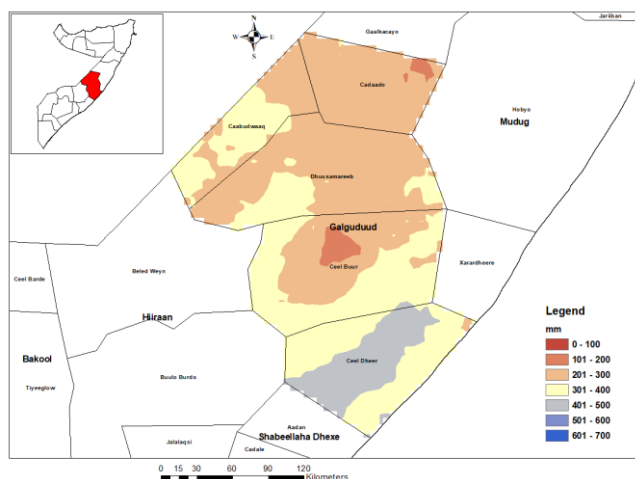 N
W E
S
Jariiban
Gaalkacayo
Cadaado
Hobyo
Mudug
Caabudwaaq
Dhuusamareeb
Galguduud
Ceel Buur
Xarardheere
Ceel Barde
Beled Weyn
Hiiraan
Bakool
Tiyeeglow
Buulo Burdo
Ceel Dheer
Aadan
Shabeellaha Dhexe
Jalalaqsi
Cadale
Legend
mm
0 - 100
101 - 200
201 - 300
301 - 400
401 - 500
501 - 600
601 - 700
0 15 30 60 90 120
Kilometers